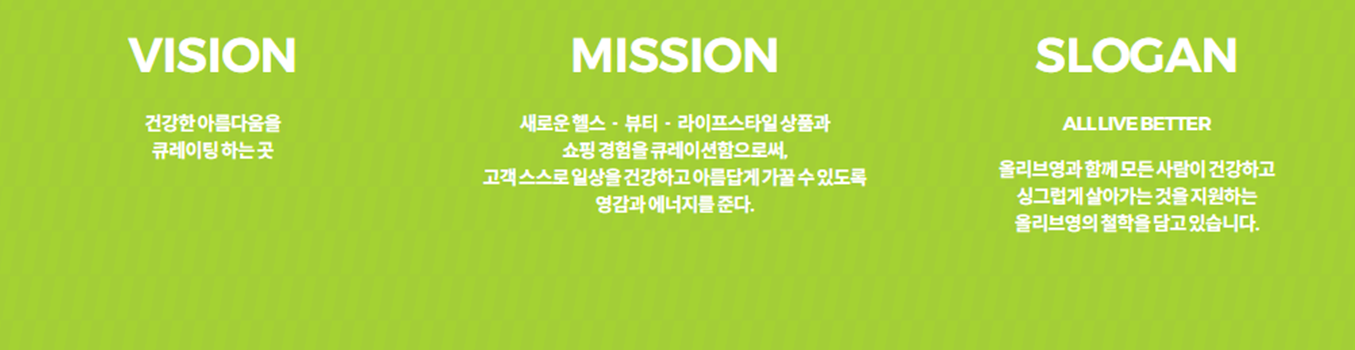 VISION
건강한 아름다움을
큐레이팅 하는 곳
MISSION
새로운 헬스 - 뷰티 - 라이프스타일 상품과
쇼핑 경험을 큐레이션함으로써,
고객 스스로 일상을 건강하고 아름답게 가꿀 수 있도록
영감과 에너지를 준다.
SLOGAN
ALL LIVE BETTER
올리브영과 함께 모든 사람이 건강하고
싱그럽게 살아가는 것을 지원하는
올리브영의 철학을 담고 있습니다.